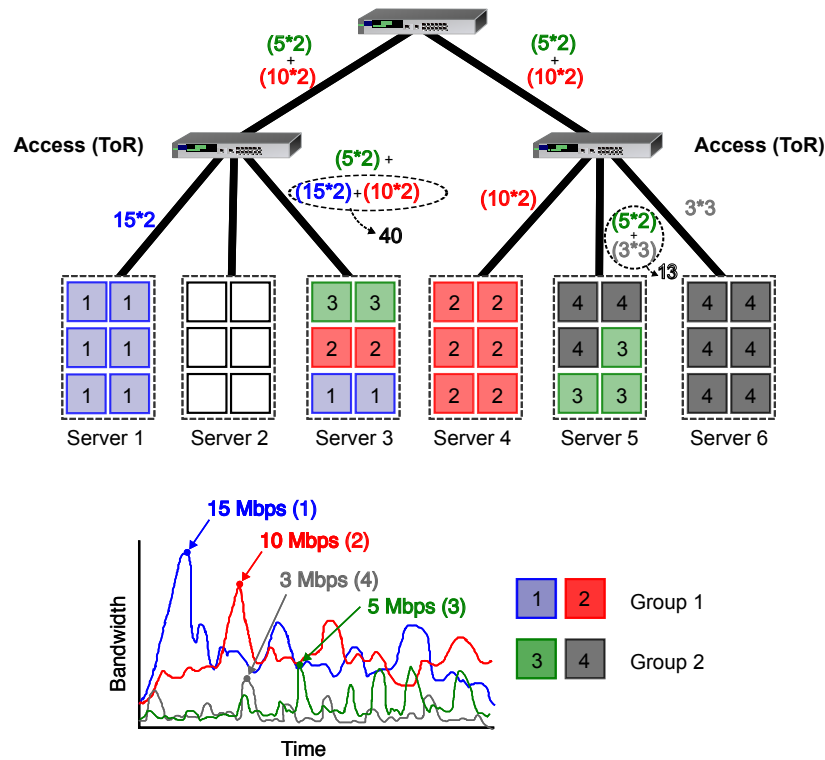 (5*2)
+
(10*2)
(5*2)
+
(10*2)
Access (ToR)
Access (ToR)
(5*2) +
(15*2)+(10*2)
40
15*2
(10*2)
(5*2)
+
(3*3)
13
3*3
1 1
1 1
1 1
3 3
2 2
1 1
2 2
2 2
2 2
4 4
4 3
3 3
4 4
4 4
4 4
Server 1
Server 2
Server 3
Server 4
Server 5
Server 6
15 Mbps (1)
10 Mbps (2)
3 Mbps (4)
5 Mbps (3)
Bandwidth
Time
1 2 Group 1
3 4 Group 2